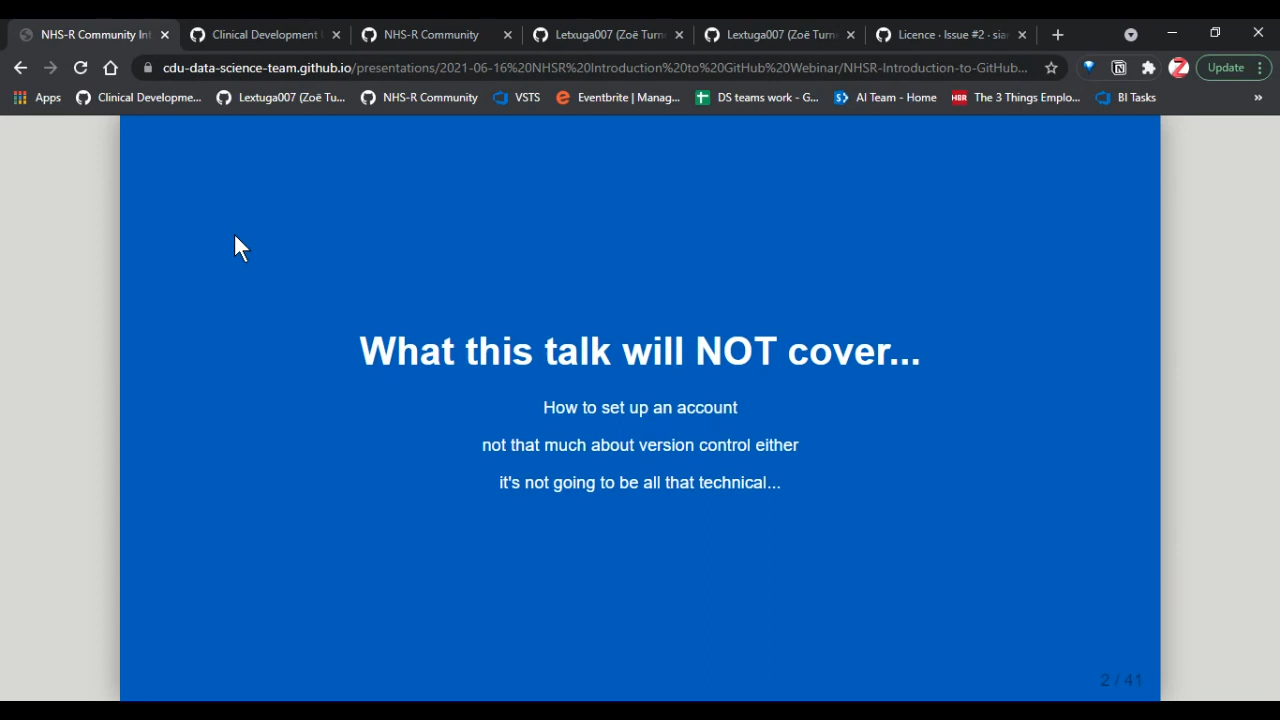 NHS-R Community Int
Clinical Development
NHS-R Community
Letxuga007 (Zoë Turn
Lextuga007 (Zoë Turn
Licence · Issue #2 · sia
cdu-data-science-team.github.io/presentations/2021-06-16%20NHSR%20Introduction%20to%20GitHub%20Webinar/NHSR-Introduction-to-GitHub...
Update
Apps
Clinical Developme...
Lextuga007 (Zoë Tu...
NHS-R Community
VSTS
Eventbrite | Manag...
DS teams work - G...
AI Team - Home
HBR
The 3 Things Emplo...
BI Tasks
What this talk will NOT cover...
How to set up an account
not that much about version control either
it's not going to be all that technical...
2 / 41